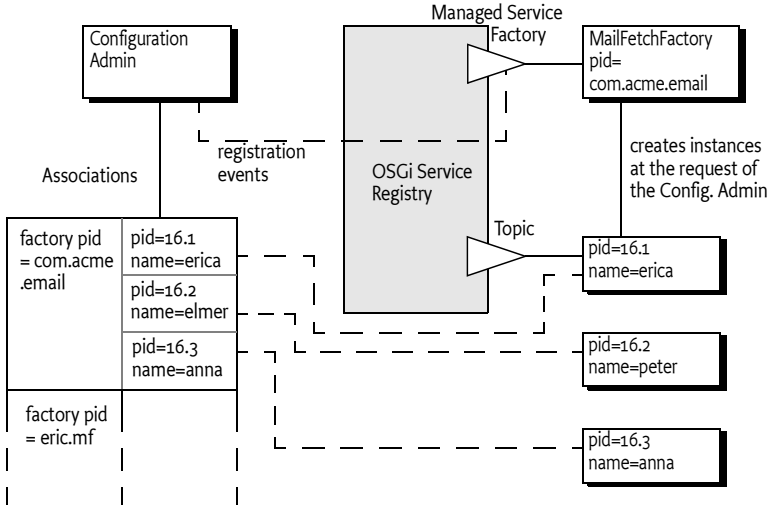 Managed Service
Factory
Configuration
Admin
MailFetchFactory
pid=
com.acme.email
registration
events
creates instances
at the request of
the Config. Admin
Associations
OSGi Service
Registry
Topic
factory pid
= com.acme
.email
pid=16.1
name=erica
pid=16.2
name=elmer
pid=16.3
name=anna
pid=16.1
name=erica
pid=16.2
name=peter
pid=16.3
name=anna
factory pid
= eric.mf